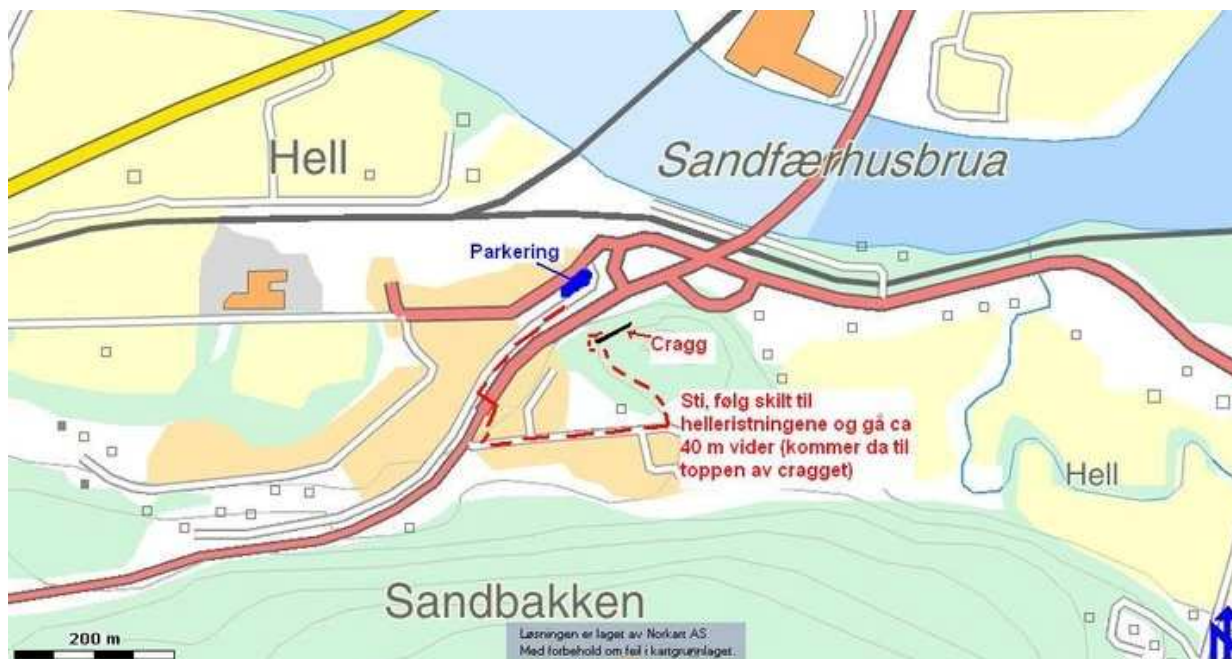 Hell
Sandfærhusbrua
Parkering
Cragg
Sti, følg skilt til
helleristningene og gå ca
40 m vider (kommer da til
toppen av cragget)
Hell
Sandbakken
200 m
Løsningen er laget av Norkart AS
Med forbehold om feil i kartgrunnlaget.
N